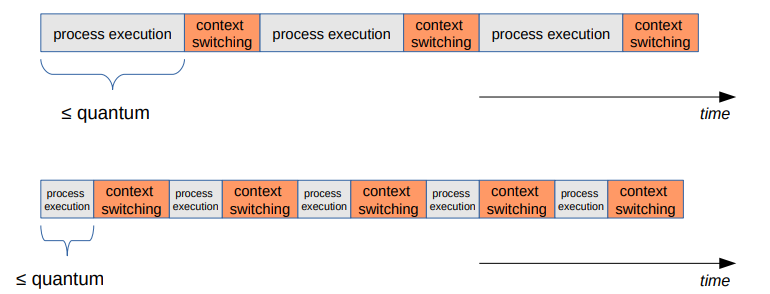 process execution
context
switching
process execution
context
switching
process execution
context
switching
≤ quantum
time
process
execution
context
switching
process
execution
context
switching
process
execution
context
switching
process
execution
context
switching
process
execution
context
switching
≤ quantum
time